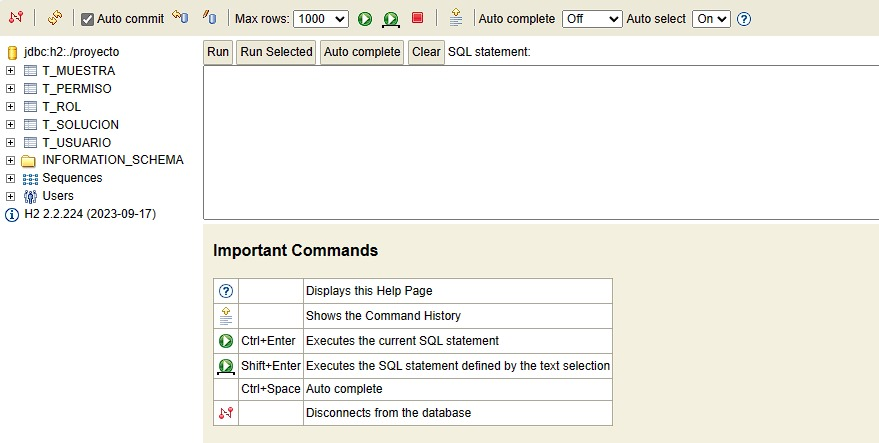 Auto commit Max rows: 1000 Auto complete Off Auto select On
jdbc:h2:./proyecto
T_MUESTRA
T_PERMISO
T_ROL
T_SOLUCION
T_USUARIO
INFORMATION_SCHEMA
Sequences
Users
H2 2.2.224 (2023-09-17)
Run Run Selected Auto complete Clear SQL statement:
Important Commands
Displays this Help Page
Shows the Command History
Ctrl+Enter Executes the current SQL statement
Shift+Enter Executes the SQL statement defined by the text selection
Ctrl+Space Auto complete
Disconnects from the database